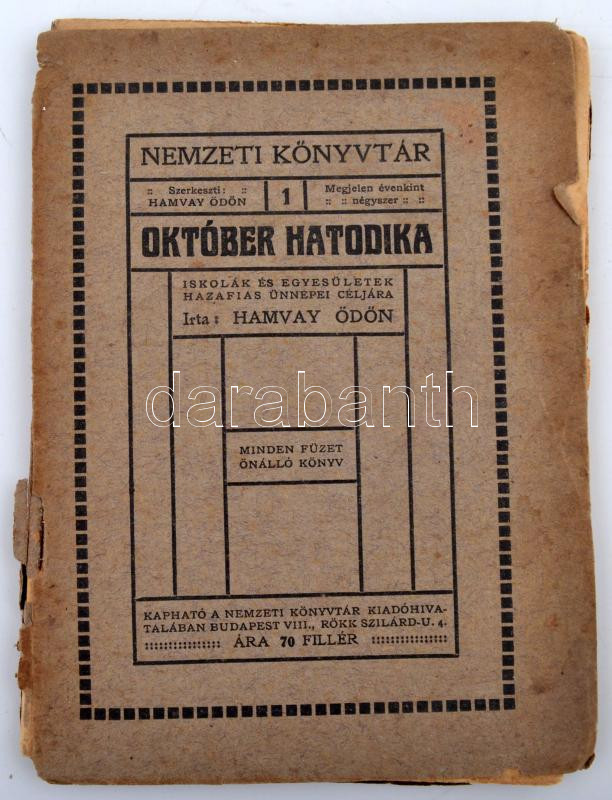 NEMZETI KÖNYVTÁR
:: Szerkeszti: ::
HAMVAY ÖDÖN
1
Megjelen évenkint
:: :: négyszer :: ::
OKTÓBER HATODIKA
ISKOLÁK ÉS EGYESÜLETEK
HAZAFIAS ÜNNEPEI CÉLJÁRA
Irta: HAMVAY ÖDÖN
darabanth
MINDEN FÜZET
ÖNÁLLÓ KÖNYV
KAPHATÓ A NEMZETI KÖNYVTÁR KIADÓHIVA-
TALÁBAN BUDAPEST VIII., RÖKK SZILÁRD-U. 4.
ÁRA 70 FILLÉR